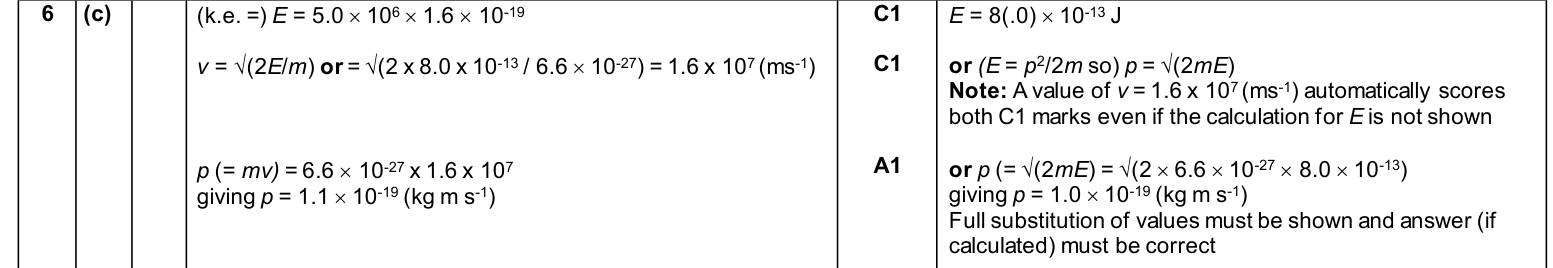 6 (c) (k.e. =) E = 5.0 × 10⁶ × 1.6 × 10⁻¹⁹ C1 E = 8(.0) × 10⁻¹³ J
v = √(2E/m) or = √(2 x 8.0 x 10⁻¹³ / 6.6 × 10⁻²⁷) = 1.6 x 10⁷ (ms⁻¹) C1 or (E = p²/2m so) p = √(2mE)
Note: A value of v = 1.6 x 10⁷ (ms⁻¹) automatically scores
both C1 marks even if the calculation for E is not shown
p (= mv) = 6.6 × 10⁻²⁷ x 1.6 x 10⁷ A1 or p (= √(2mE) = √(2 × 6.6 × 10⁻²⁷ × 8.0 × 10⁻¹³)
giving p = 1.1 × 10⁻¹⁹ (kg m s⁻¹) giving p = 1.0 × 10⁻¹⁹ (kg m s⁻¹)
Full substitution of values must be shown and answer (if
calculated) must be correct